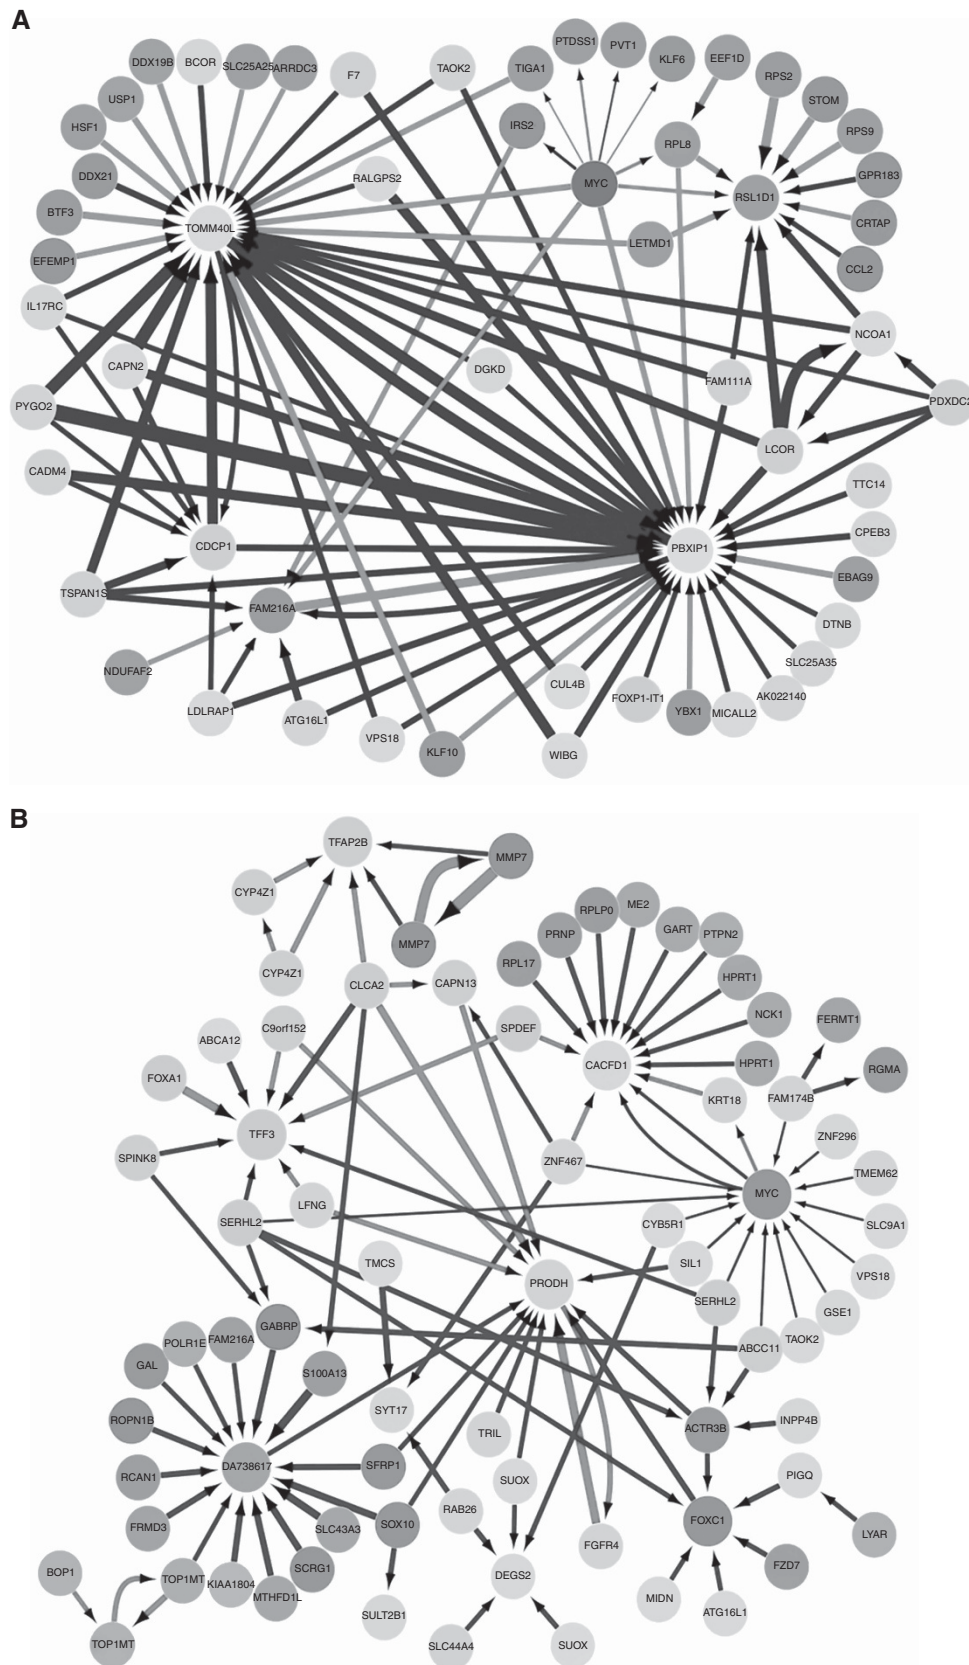 A
PTDSS1
PVT1
KLF6
EEF1D
DDX19B
BCOR
SLC25A25
ARRDC3
F7
TAOK2
TIGA1
RPS2
USP1
STOM
HSF1
IRS2
RPL8
RPS9
DDX21
RALGPS2
MYC
RSL1D1
GPR183
BTF3
TOMM40L
LETMD1
CRTAP
EFEMP1
CCL2
IL17RC
NCOA1
CAPN2
DGKD
FAM111A
PYGO2
PDXDC2
LCOR
CADM4
TTC14
CDCP1
PBXIP1
CPEB3
TSPAN1S
FAM216A
EBAG9
DTNB
NDUFAF2
SLC25A35
CUL4B
FOXP1-IT1
AK022140
LDLRAP1
ATG16L1
YBX1
MICALL2
VPS18
KLF10
WIBG
B
TFAP2B
MMP7
CYP4Z1
RPLP0
ME2
GART
PTPN2
PRNP
MMP7
RPL17
CYP4Z1
CLCA2
CAPN13
HPRT1
NCK1
FERMT1
C9orf152
SPDEF
ABCA12
CACFD1
HPRT1
RGMA
FOXA1
KRT18
FAM174B
TFF3
ZNF296
SPINK8
ZNF467
TMEM62
MYC
LFNG
SERHL2
CYB5R1
SLC9A1
TMCS
SIL1
PRODH
VPS18
SERHL2
GSE1
GABRP
POLR1E
FAM216A
TAOK2
ABCC11
GAL
S100A13
SYT17
ROPN1B
ACTR3B
INPP4B
TRIL
DA738617
SFRP1
RCAN1
SUOX
PIGQ
RAB26
FRMD3
SLC43A3
SOX10
FOXC1
LYAR
FGFR4
SCRG1
FZD7
BOP1
TOP1MT
KIAA1804
DEGS2
MTHFD1L
MIDN
ATG16L1
SULT2B1
TOP1MT
SLC44A4
SUOX